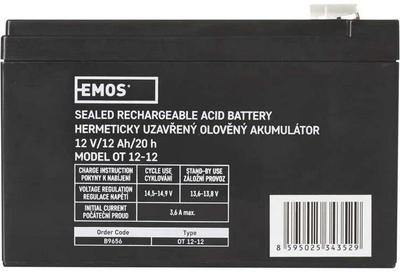 EMOS
SEALED RECHARGEABLE ACID BATTERY
HERMETICKY UZAVŘENÝ OLOVĚNÝ AKUMULÁTOR
12 V/12 Ah/20 h
MODEL OT 12-12
CHARGE INSTRUCTION CYCLE USE STAND-BY USE
POKYNY K NABÍJENÍ CYKLOVÁNÍ ZÁLOŽNÍ PROVOZ
VOLTAGE REGULATION
REGULACE NAPĚTÍ 14,5-14,9 V 13,6-13,8 V
INITIAL CURRENT
POČÁTEČNÍ PROUD 3,6 A max.
Order Code Type
B9656 OT 12-12
8 595025 343529